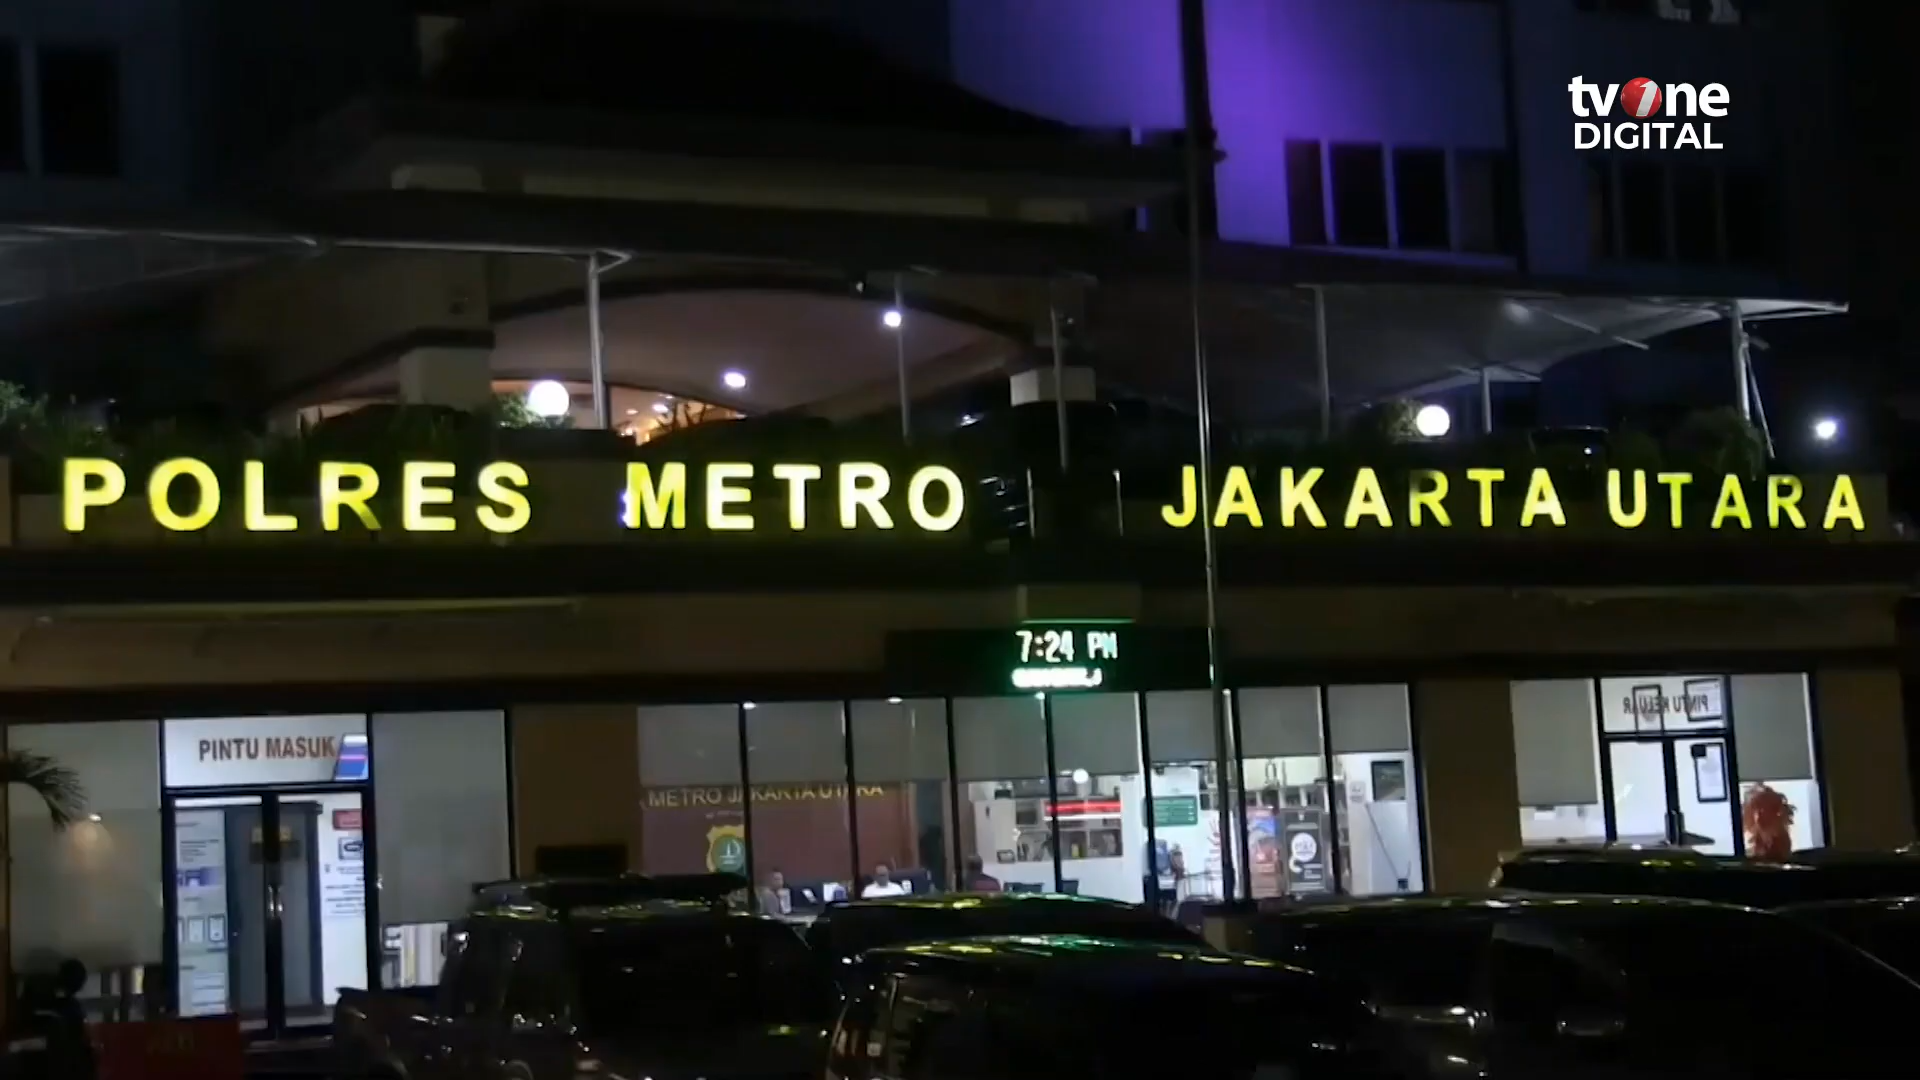 tvOne
DIGITAL
POLRES METRO JAKARTA UTARA
7:24 PM
PINTU MASUK
PINTU KELUAR
METRO JAKARTA UTARA